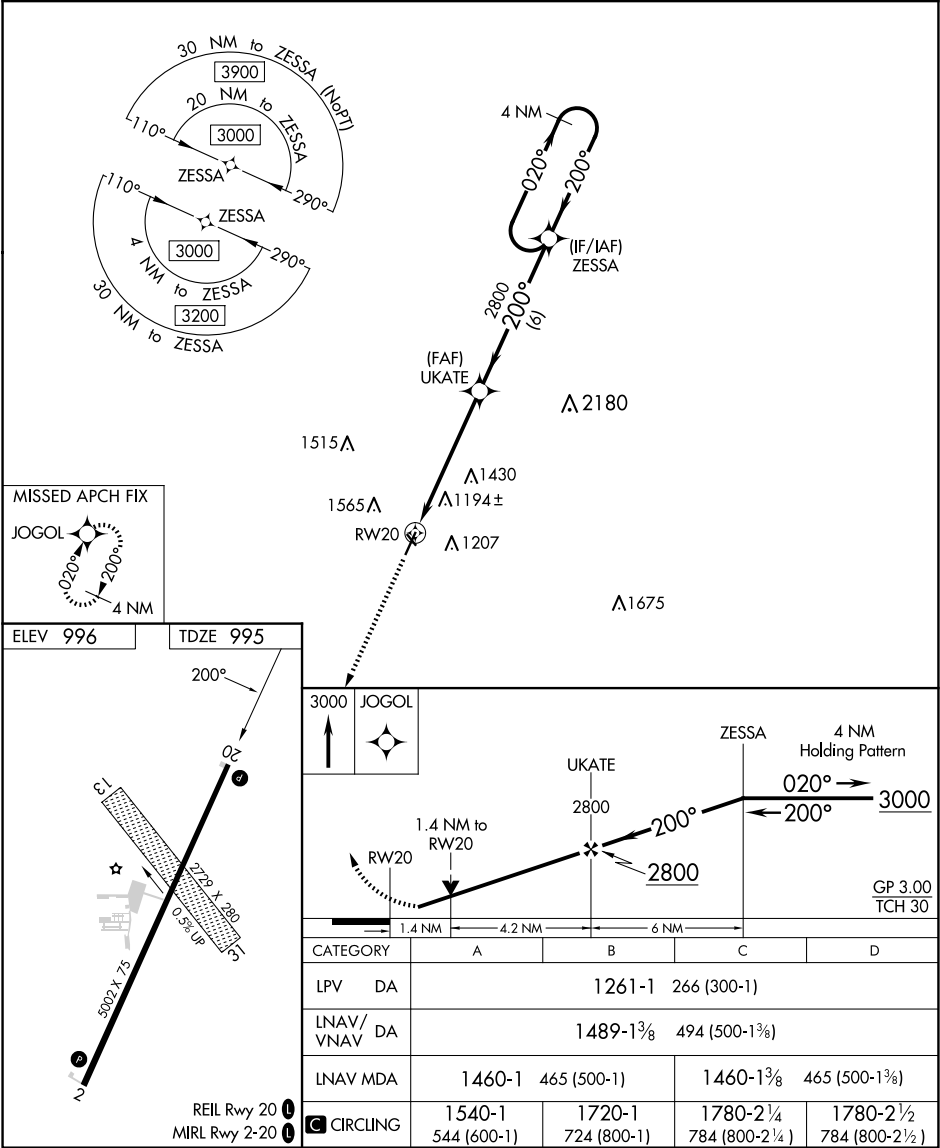 30 NM to ZESSA (NoPT)
3900
20 NM to ZESSA
3000
110°
ZESSA
290°
110°
ZESSA
3000
290°
4 NM to ZESSA
3200
30 NM to ZESSA
4 NM
020°
200°
(IF/IAF)
ZESSA
2800
200°
(6)
(FAF)
UKATE
2180
1515
1430
1565
1194±
RW20
1207
1675
MISSED APCH FIX
JOGOL
020°
200°
4 NM
ELEV 996
TDZE 995
200°
20
P
13
2729 X 280
0.5% UP
31
5002 X 75
P
2
REIL Rwy 20 L
MIRL Rwy 2-20 L
3000
JOGOL
ZESSA
4 NM
Holding Pattern
UKATE
020°
3000
2800
200°
200°
1.4 NM to
RW20
RW20
2800
GP 3.00
TCH 30
1.4 NM
4.2 NM
6 NM
CATEGORY A B C D
LPV DA 1261-1 266 (300-1)
LNAV/
VNAV DA 1489-1⅜ 494 (500-1⅜)
LNAV MDA 1460-1 465 (500-1) 1460-1⅜ 465 (500-1⅜)
C CIRCLING 1540-1 1720-1 1780-2¼ 1780-2½
544 (600-1) 724 (800-1) 784 (800-2¼) 784 (800-2½)